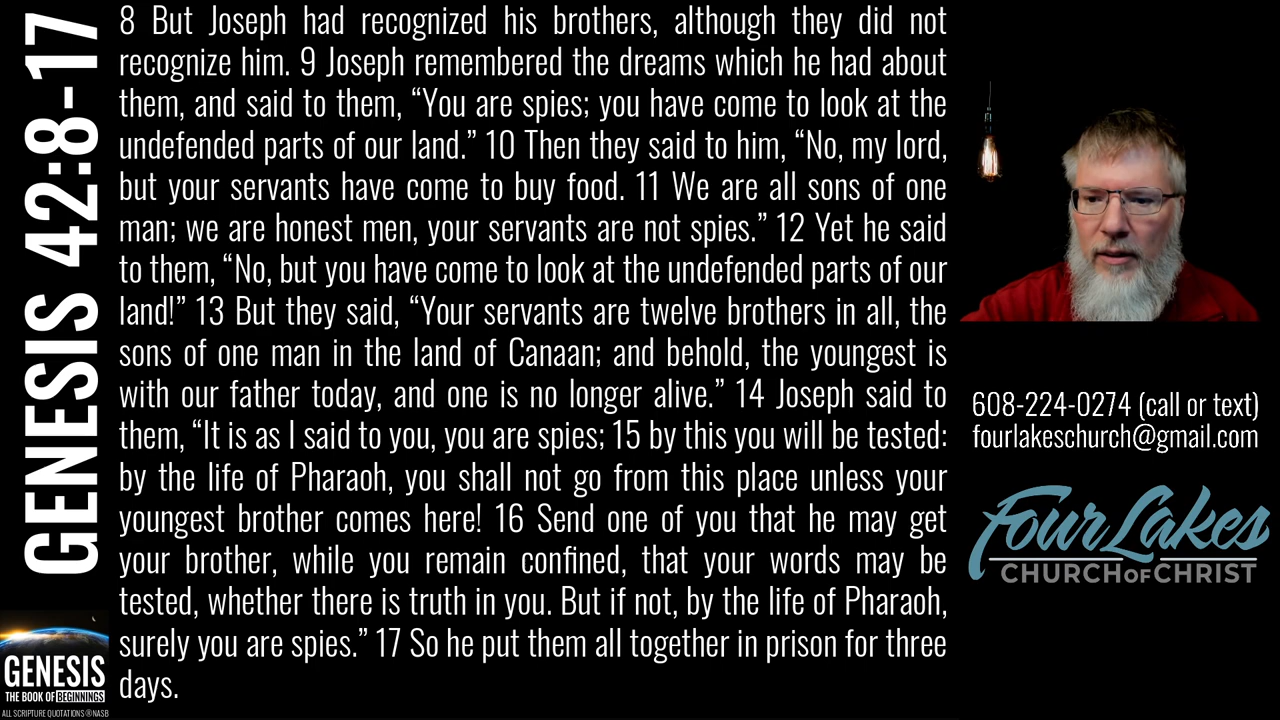 GENESIS 42:8-17
8 But Joseph had recognized his brothers, although they did not
recognize him. 9 Joseph remembered the dreams which he had about
them, and said to them, “You are spies; you have come to look at the
undefended parts of our land.” 10 Then they said to him, “No, my lord,
but your servants have come to buy food. 11 We are all sons of one
man; we are honest men, your servants are not spies.” 12 Yet he said
to them, “No, but you have come to look at the undefended parts of our
land!” 13 But they said, “Your servants are twelve brothers in all, the
sons of one man in the land of Canaan; and behold, the youngest is
with our father today, and one is no longer alive.” 14 Joseph said to
them, “It is as I said to you, you are spies; 15 by this you will be tested:
by the life of Pharaoh, you shall not go from this place unless your
youngest brother comes here! 16 Send one of you that he may get
your brother, while you remain confined, that your words may be
tested, whether there is truth in you. But if not, by the life of Pharaoh,
surely you are spies.” 17 So he put them all together in prison for three
days.
GENESIS
THE BOOK OF BEGINNINGS
ALL SCRIPTURE QUOTATIONS ® NASB
608-224-0274 (call or text)
fourlakeschurch@gmail.com
Four Lakes
CHURCH OF CHRIST